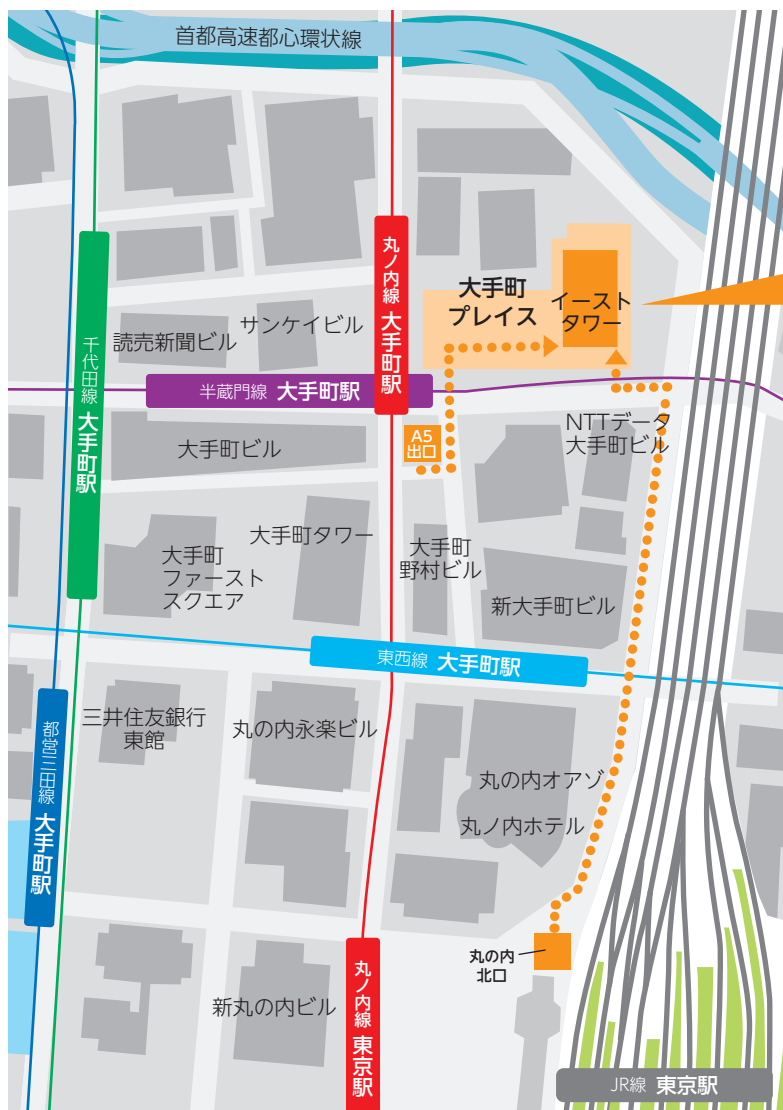 首都高速都心環状線
丸ノ内線 大手町駅
大手町
プレイス
イースト
タワー
サンケイビル
読売新聞ビル
千代田線 大手町駅
半蔵門線 大手町駅
A5
出口
NTTデータ
大手町ビル
大手町ビル
大手町タワー
大手町
ファースト
スクエア
大手町
野村ビル
新大手町ビル
東西線 大手町駅
三井住友銀行
東館
丸の内永楽ビル
都営三田線 大手町駅
丸の内オアゾ
丸ノ内ホテル
丸の内
北口
新丸の内ビル
丸ノ内線 東京駅
JR線 東京駅